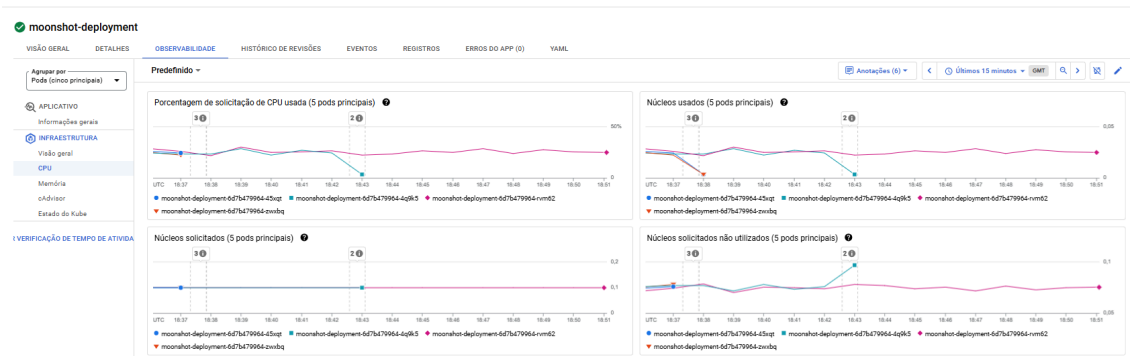 moonshot-deployment
VISÃO GERAL DETALHES OBSERVABILIDADE HISTÓRICO DE REVISÕES EVENTOS REGISTROS ERROS DO APP (0) YAML
Agrupar por
Pods (cinco principais)
Predefinido
Anotações (6)
Últimos 15 minutos GMT
APLICATIVO
Informações gerais
INFRAESTRUTURA
Visão geral
CPU
Memória
cAdvisor
Estado do Kube
VERIFICAÇÃO DE TEMPO DE ATIVIDA
Porcentagem de solicitação de CPU usada (5 pods principais)
3 2
50%
0
UTC 18:37 18:38 18:39 18:40 18:41 18:42 18:43 18:44 18:45 18:46 18:47 18:48 18:49 18:50 18:51
moonshot-deployment-6d7b479964-45xqt moonshot-deployment-6d7b479964-4q9k5 moonshot-deployment-6d7b479964-rvm62
moonshot-deployment-6d7b479964-zwxbq
Núcleos usados (5 pods principais)
3 2
0,05
0
UTC 18:37 18:38 18:39 18:40 18:41 18:42 18:43 18:44 18:45 18:46 18:47 18:48 18:49 18:50 18:51
moonshot-deployment-6d7b479964-45xqt moonshot-deployment-6d7b479964-4q9k5 moonshot-deployment-6d7b479964-rvm62
moonshot-deployment-6d7b479964-zwxbq
Núcleos solicitados (5 pods principais)
3 2
0,2
0,1
0
UTC 18:37 18:38 18:39 18:40 18:41 18:42 18:43 18:44 18:45 18:46 18:47 18:48 18:49 18:50 18:51
moonshot-deployment-6d7b479964-45xqt moonshot-deployment-6d7b479964-4q9k5 moonshot-deployment-6d7b479964-rvm62
moonshot-deployment-6d7b479964-zwxbq
Núcleos solicitados não utilizados (5 pods principais)
3 2
0,1
0,05
UTC 18:37 18:38 18:39 18:40 18:41 18:42 18:43 18:44 18:45 18:46 18:47 18:48 18:49 18:50 18:51
moonshot-deployment-6d7b479964-45xqt moonshot-deployment-6d7b479964-4q9k5 moonshot-deployment-6d7b479964-rvm62
moonshot-deployment-6d7b479964-zwxbq